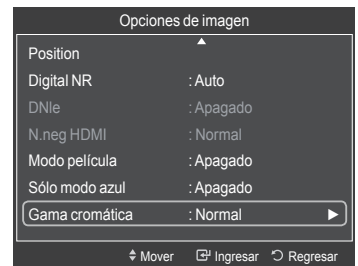 Opciones de imagen
Position
Digital NR : Auto
DNIe : Apagado
N.neg HDMI : Normal
Modo película : Apagado
Sólo modo azul : Apagado
Gama cromática : Normal
Mover Ingresar Regresar